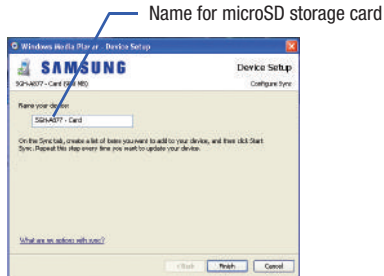 Name for microSD storage card
Windows Media Player - Device Setup
SAMSUNG
Device Setup
SGH-A877 - Card
Configure Sync
Name your device:
SGH-A877 - Card
On the Sync tab, create a list of items you want to add to your device, and then click Start
Sync. Repeat this step every time you want to update your device.
What are my options with sync?
< Back
Finish
Cancel